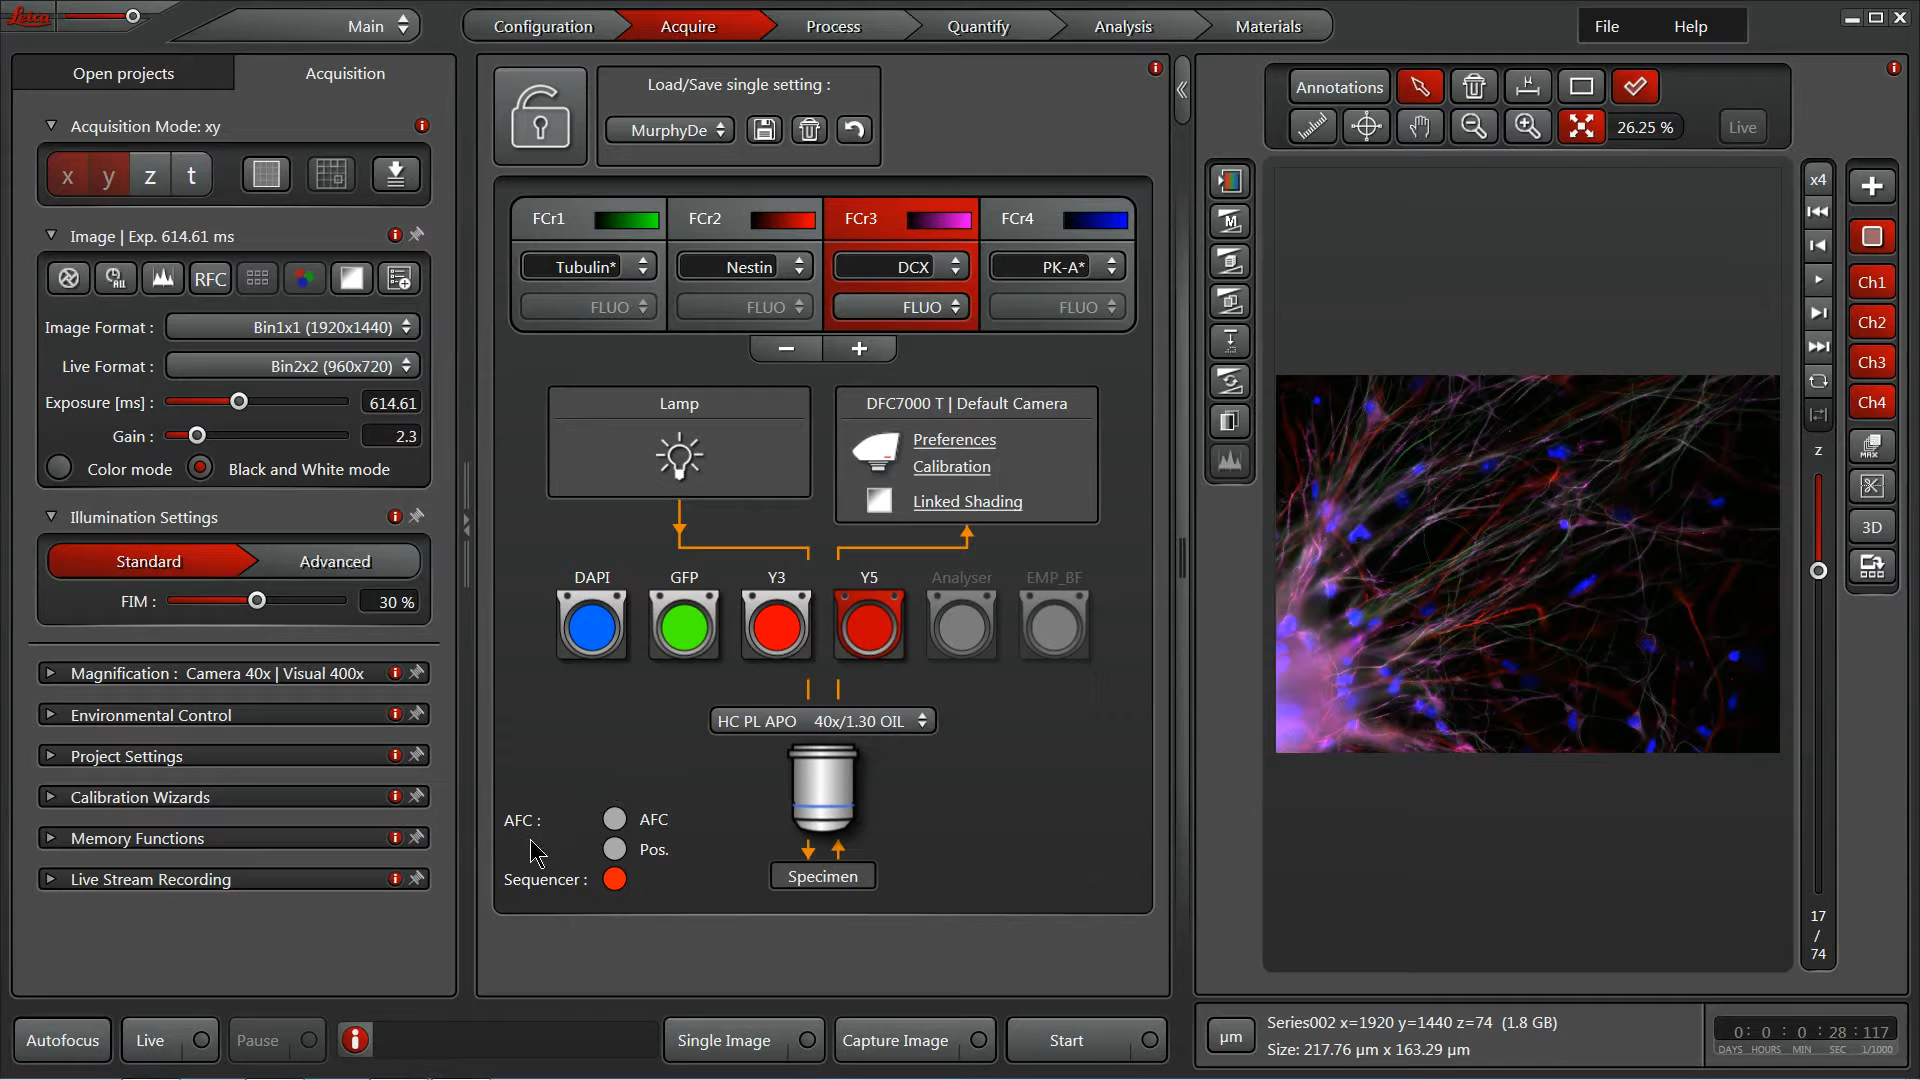 Leica
Main
Configuration
Acquire
Process
Quantify
Analysis
Materials
File
Help
Open projects
Acquisition
Acquisition Mode: xy
x y z t
Image | Exp. 614.61 ms
RFC
Image Format : Bin1x1 (1920x1440)
Live Format : Bin2x2 (960x720)
Exposure [ms] : 614.61
Gain : 2.3
Color mode
Black and White mode
Illumination Settings
Standard
Advanced
FIM : 30 %
Magnification : Camera 40x | Visual 400x
Environmental Control
Project Settings
Calibration Wizards
Memory Functions
Live Stream Recording
Load/Save single setting :
MurphyDe
FCr1
FCr2
FCr3
FCr4
Tubulin*
Nestin
DCX
PK-A*
FLUO
FLUO
FLUO
FLUO
Lamp
DFC7000 T | Default Camera
Preferences
Calibration
Linked Shading
DAPI
GFP
Y3
Y5
Analyser
EMP_BF
HC PL APO 40x/1.30 OIL
AFC :
AFC
Pos.
Sequencer :
Specimen
Annotations
26.25 %
Live
M
x4
z
17
/
74
Ch1
Ch2
Ch3
Ch4
MAX
3D
Autofocus
Live
Pause
Single Image
Capture Image
Start
µm
Series002 x=1920 y=1440 z=74 (1.8 GB)
Size: 217.76 µm x 163.29 µm
0: 0 : 0 : 28 : 117
DAYS HOURS MIN SEC 1/1000